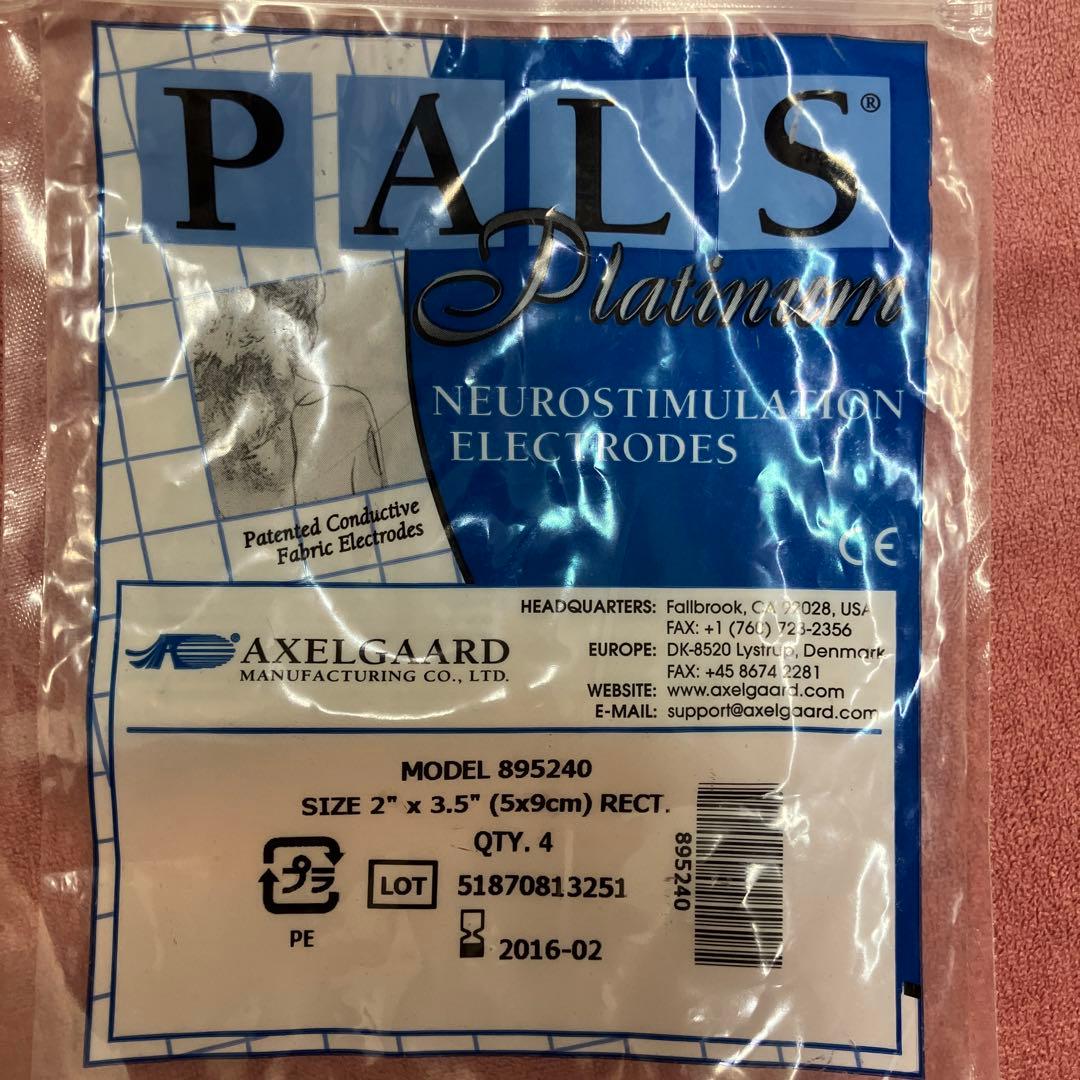 PALS®
Platinum
NEUROSTIMULATION
ELECTRODES
Patented Conductive
Fabric Electrodes
CE
AXELGAARD
MANUFACTURING CO., LTD.
HEADQUARTERS: Fallbrook, CA 92028, USA
FAX: +1 (760) 723-2356
EUROPE: DK-8520 Lystrup, Denmark
FAX: +45 8674 2281
WEBSITE: www.axelgaard.com
E-MAIL: support@axelgaard.com
MODEL 895240
SIZE 2" x 3.5" (5x9cm) RECT.
QTY. 4
プラ
PE
LOT 51870813251
2016-02
895240